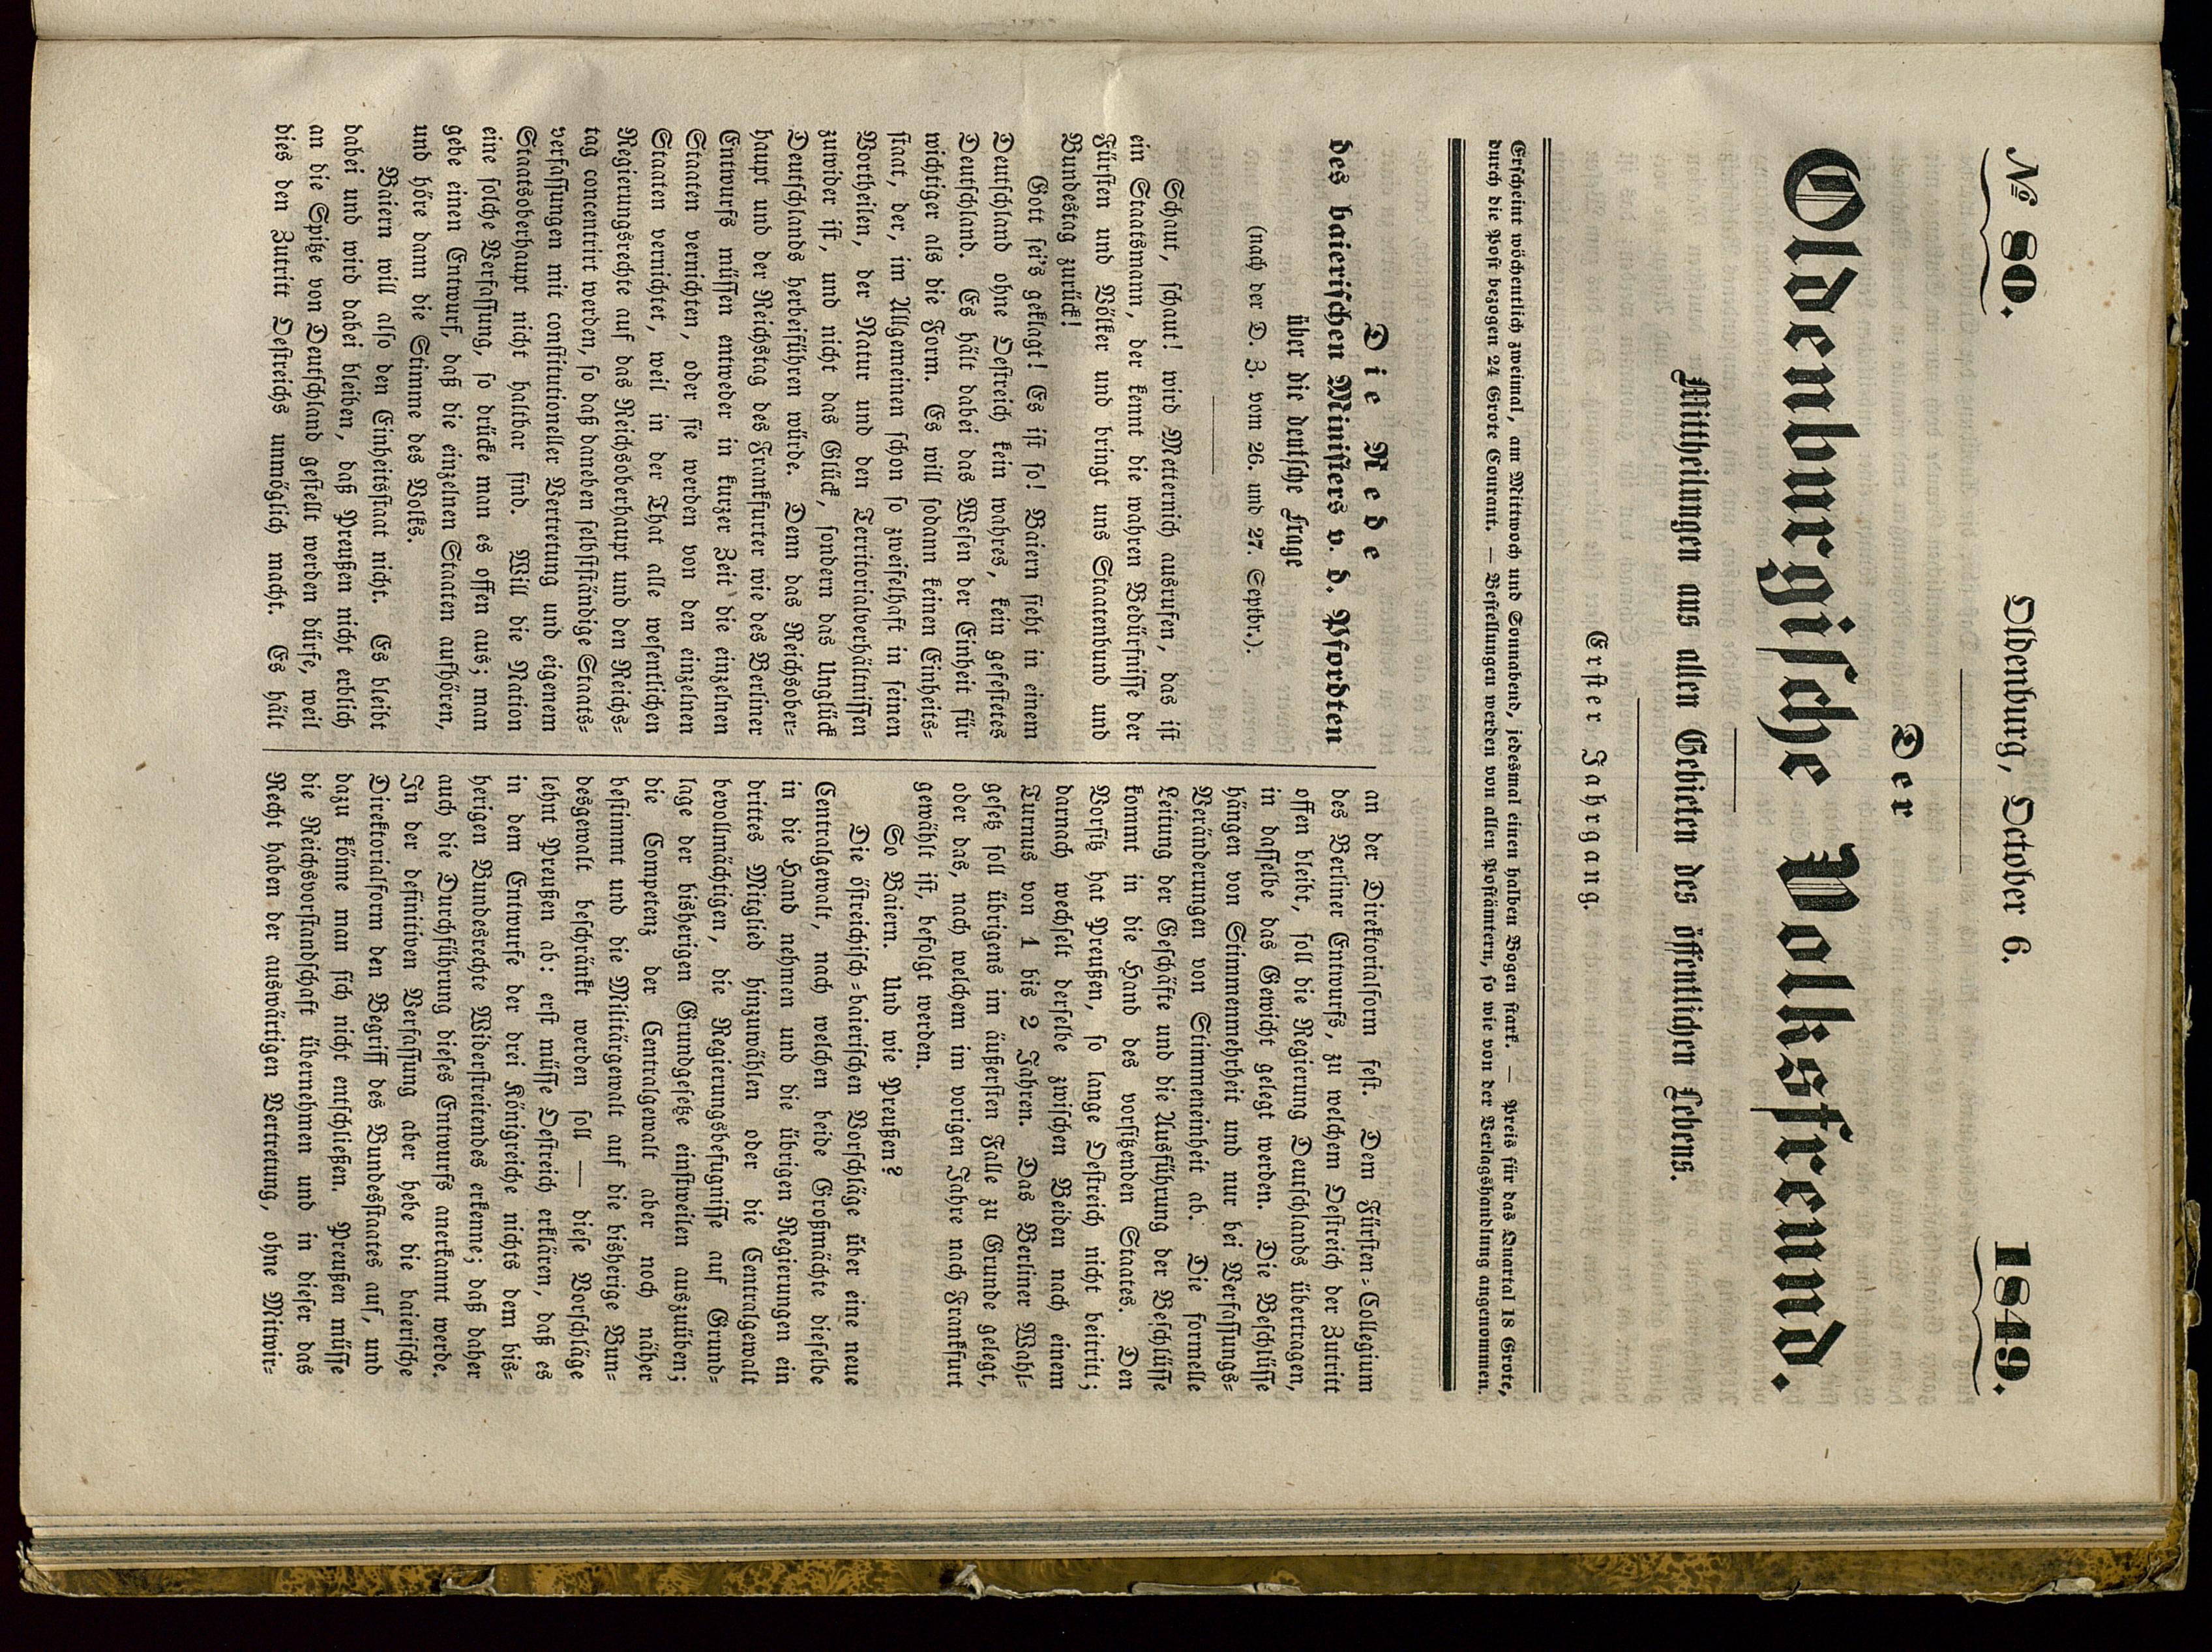 № 80.
Oldenburg, October 6.
1849.
Der
Oldenburgische Volksfreund.
Mittheilungen aus allen Gebieten des öffentlichen Lebens.
Erster Jahrgang.
Erscheint wöchentlich zweimal, am Mittwoch und Sonnabend, jedesmal einen halben Bogen stark. — Preis für das Quartal 18 Grote,
durch die Post bezogen 24 Grote Courant. — Bestellungen werden von allen Postämtern, so wie von der Verlagshandlung angenommen.
Die Rede
des baierischen Ministers v. d. Pfordten
über die deutsche Frage
(nach der D. Z. vom 26. und 27. Septbr.).
Schaut, schaut! wird Metternich ausrufen, das ist
ein Staatsmann, der kennt die wahren Bedürfnisse der
Fürsten und Völker und bringt uns Staatenbund und
Bundestag zurück!
Gott sei's geklagt! Es ist so! Baiern sieht in einem
Deutschland ohne Oestreich kein wahres, kein gefestetes
Deutschland. Es hält dabei das Wesen der Einheit für
wichtiger als die Form. Es will sodann keinen Einheits-
staat, der, im Allgemeinen schon so zweifelhaft in seinen
Vortheilen, der Natur und den Territorialverhältnissen
zuwider ist, und nicht das Glück, sondern das Unglück
Deutschlands herbeiführen würde. Denn das Reichsober-
haupt und der Reichstag des Frankfurter wie des Berliner
Entwurfs müssen entweder in kurzer Zeit die einzelnen
Staaten vernichten, oder sie werden von den einzelnen
Staaten vernichtet, weil in der That alle wesentlichen
Regierungsrechte auf das Reichsoberhaupt und den Reichs-
tag concentrirt werden, so daß daneben selbstständige Staats-
verfassungen mit constitutioneller Vertretung und eigenem
Staatsoberhaupt nicht haltbar sind. Will die Nation
eine solche Verfassung, so drücke man es offen aus; man
gebe einen Entwurf, daß die einzelnen Staaten aufhören,
und höre dann die Stimme des Volks.
Baiern will also den Einheitsstaat nicht. Es bleibt
dabei und wird dabei bleiben, daß Preußen nicht erblich
an die Spitze von Deutschland gestellt werden dürfe, weil
dies den Zutritt Oestreichs unmöglich macht. Es hält
an der Direktorialform fest. Dem Fürsten-Collegium
des Berliner Entwurfs, zu welchem Oestreich der Zutritt
offen bleibt, soll die Regierung Deutschlands übertragen,
in dasselbe das Gewicht gelegt werden. Die Beschlüsse
hängen von Stimmenmehrheit und nur bei Verfassungs-
Veränderungen von Stimmeneinheit ab. Die formelle
Leitung der Geschäfte und die Ausführung der Beschlüsse
kommt in die Hand des vorsitzenden Staates. Den
Vorsitz hat Preußen, so lange Oestreich nicht beitritt;
darnach wechselt derselbe zwischen Beiden nach einem
Turnus von 1 bis 2 Jahren. Das Berliner Wahl-
gesetz soll übrigens im äußersten Falle zu Grunde gelegt,
oder das, nach welchem im vorigen Jahre nach Frankfurt
gewählt ist, befolgt werden.
So Baiern. Und wie Preußen?
Die östreichisch-baierischen Vorschläge über eine neue
Centralgewalt, nach welchen beide Großmächte dieselbe
in die Hand nehmen und die übrigen Regierungen ein
drittes Mitglied hinzuwählen oder die Centralgewalt
bevollmächtigen, die Regierungsbefugnisse auf Grund-
lage der bisherigen Grundgesetze einstweilen auszuüben;
die Competenz der Centralgewalt aber noch näher
bestimmt und die Militärgewalt auf die bisherige Bun-
desgewalt beschränkt werden soll — diese Vorschläge
lehnt Preußen ab: erst müsse Oestreich erklären, daß es
in dem Entwurfe der drei Königreiche nichts dem bis-
herigen Bundesrechte Widerstreitendes erkenne; daß daher
auch die Durchführung dieses Entwurfs anerkannt werde.
In der definitiven Verfassung aber hebe die baierische
Direktorialform den Begriff des Bundesstaates auf, und
dazu könne man sich nicht entschließen. Preußen müsse
die Reichsvorstandschaft übernehmen und in dieser das
Recht haben der auswärtigen Vertretung, ohne Mitwir-